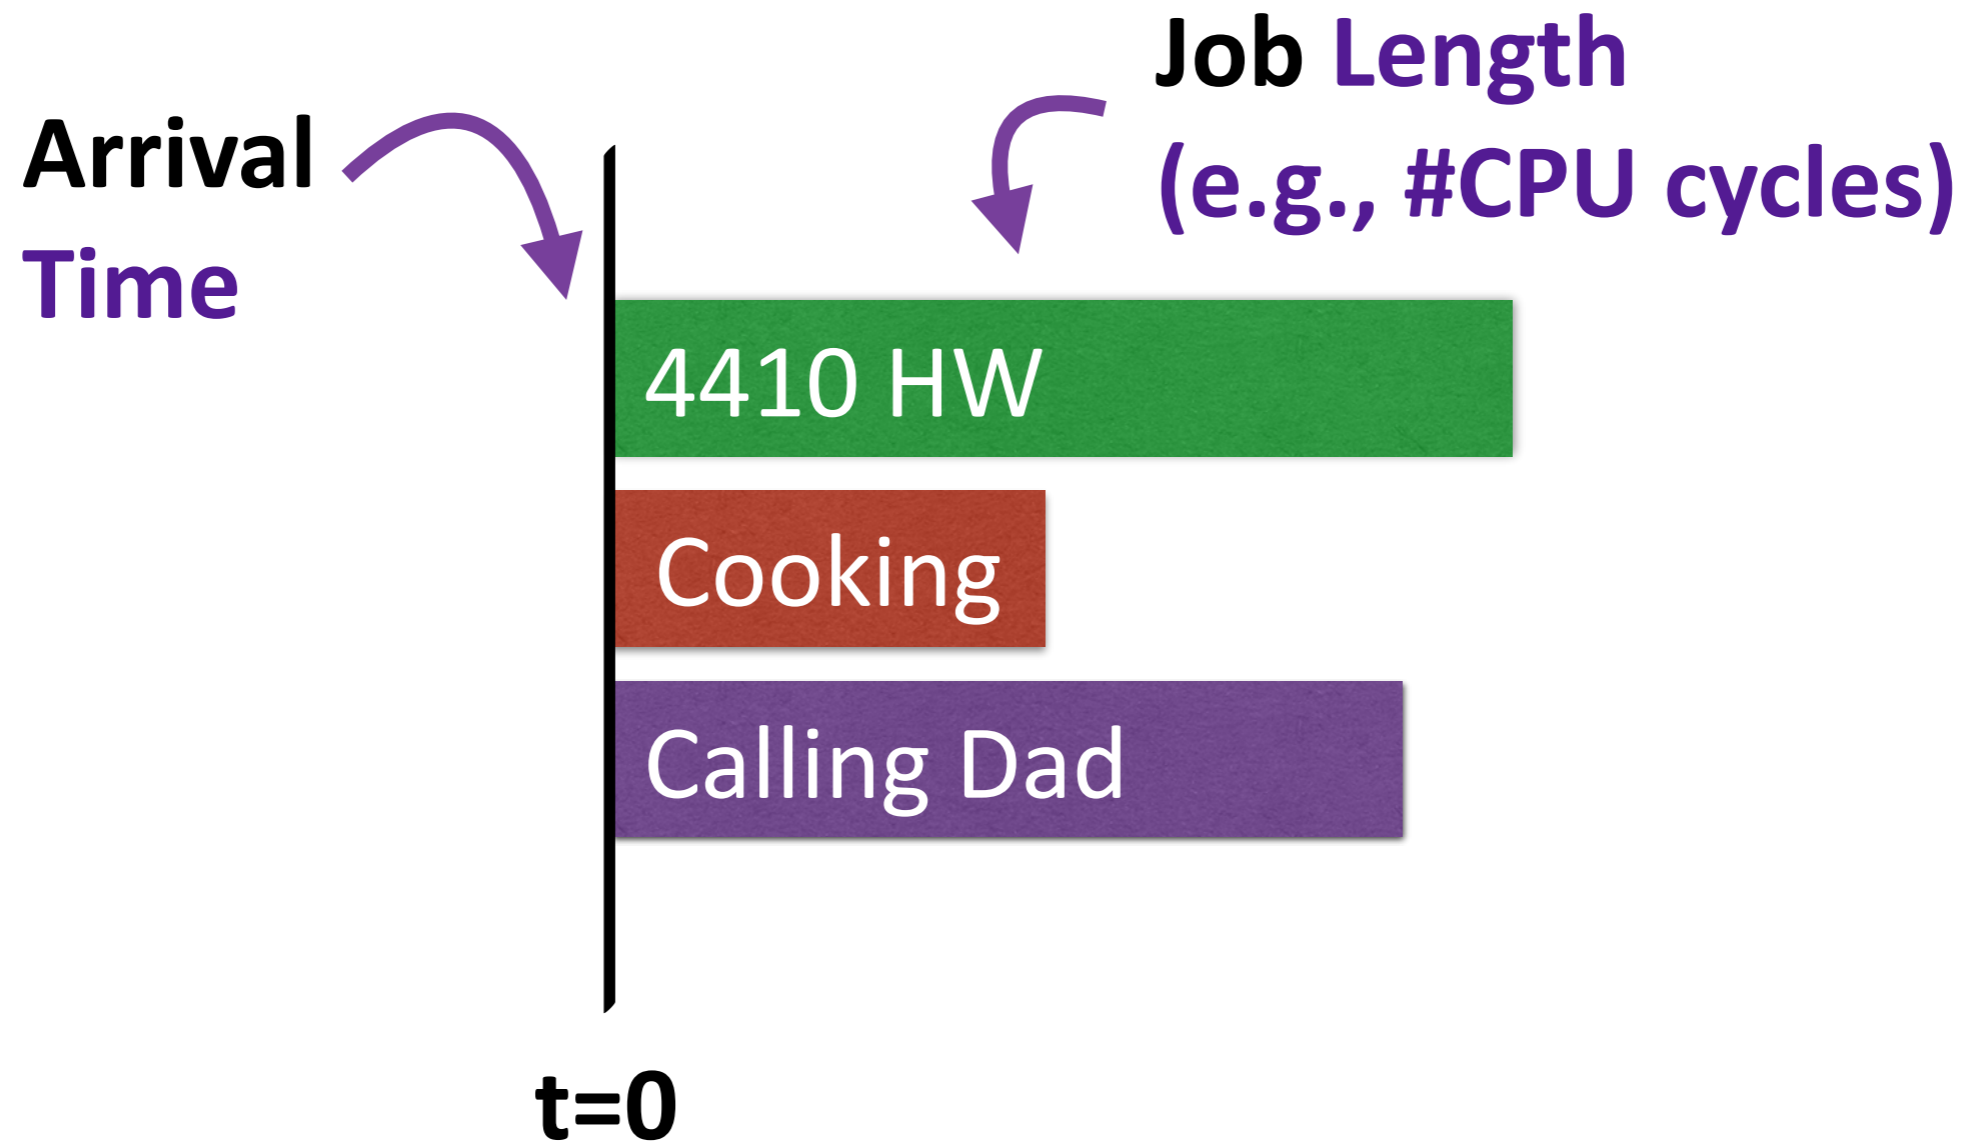 Job Length
(e.g., #CPU cycles)
Arrival
Time
4410 HW
Cooking
Calling Dad
t=0